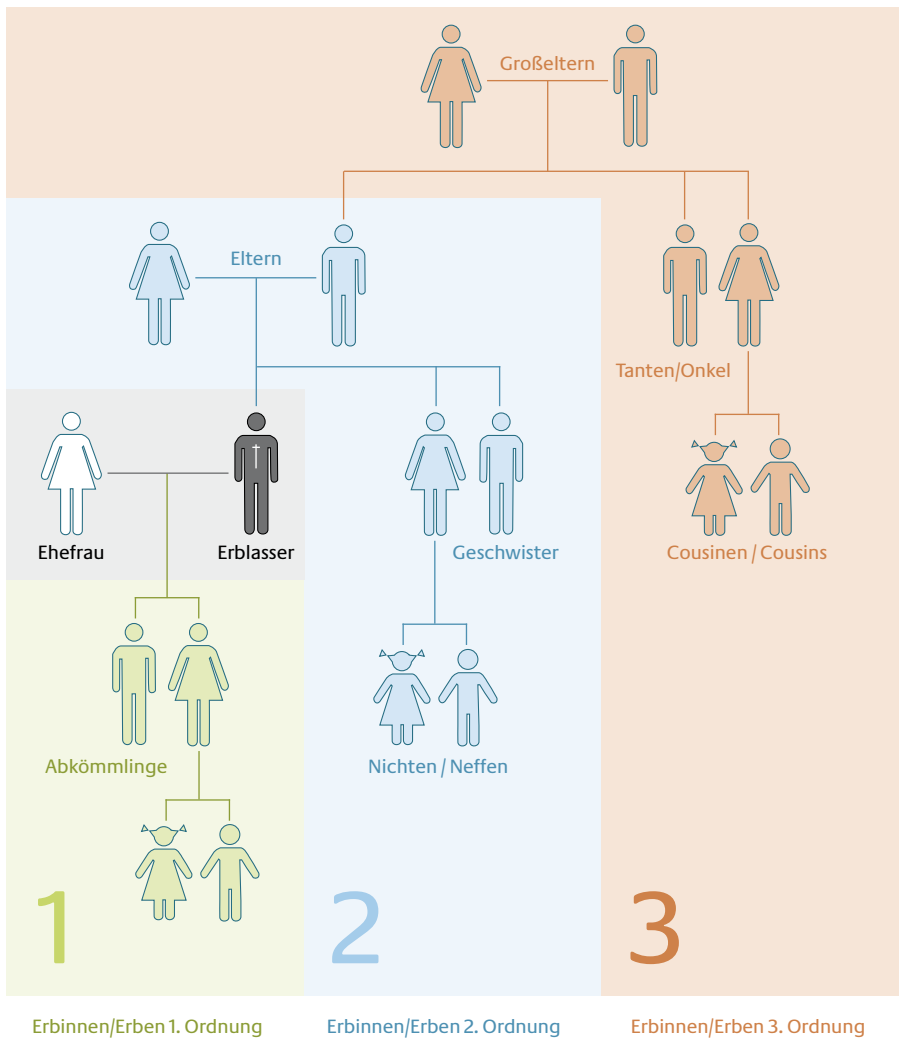 Großeltern
Eltern
Tanten/Onkel
Ehefrau
Erblasser
Geschwister
Cousinen / Cousins
Abkömmlinge
Nichten / Neffen
1
2
3
Erbinnen/Erben 1. Ordnung
Erbinnen/Erben 2. Ordnung
Erbinnen/Erben 3. Ordnung